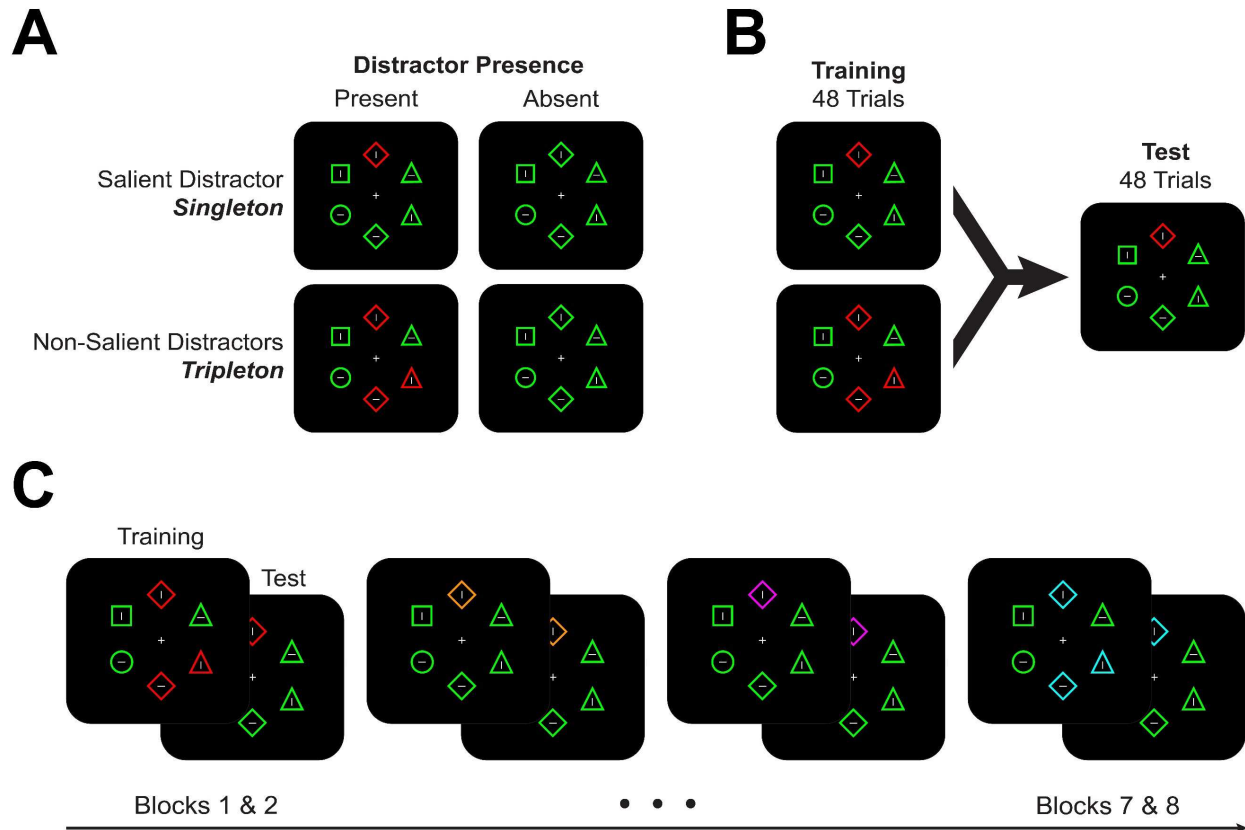 A
Distractor Presence
Present
Absent
Salient Distractor
Singleton
Non-Salient Distractors
Tripleton
B
Training
48 Trials
Test
48 Trials
C
Training
Test
Blocks 1 & 2
• • •
Blocks 7 & 8